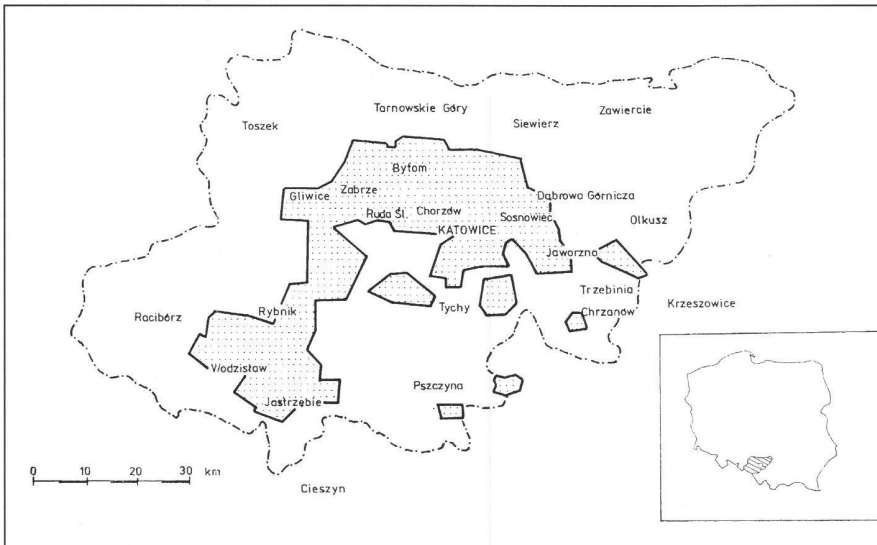 Tarnowskie Góry
Zawiercie
Siewierz
Toszek
Bytom
Zabrze
Gliwice
Dąbrowa Górnicza
Ruda Śl.
Chorzów
Sosnowiec
Olkusz
KATOWICE
Jaworzno
Trzebinia
Krzeszowice
Chrzanów
Tychy
Rybnik
Racibórz
Wodzisław
Pszczyna
Jastrzębie
0 10 20 30 km
Cieszyn